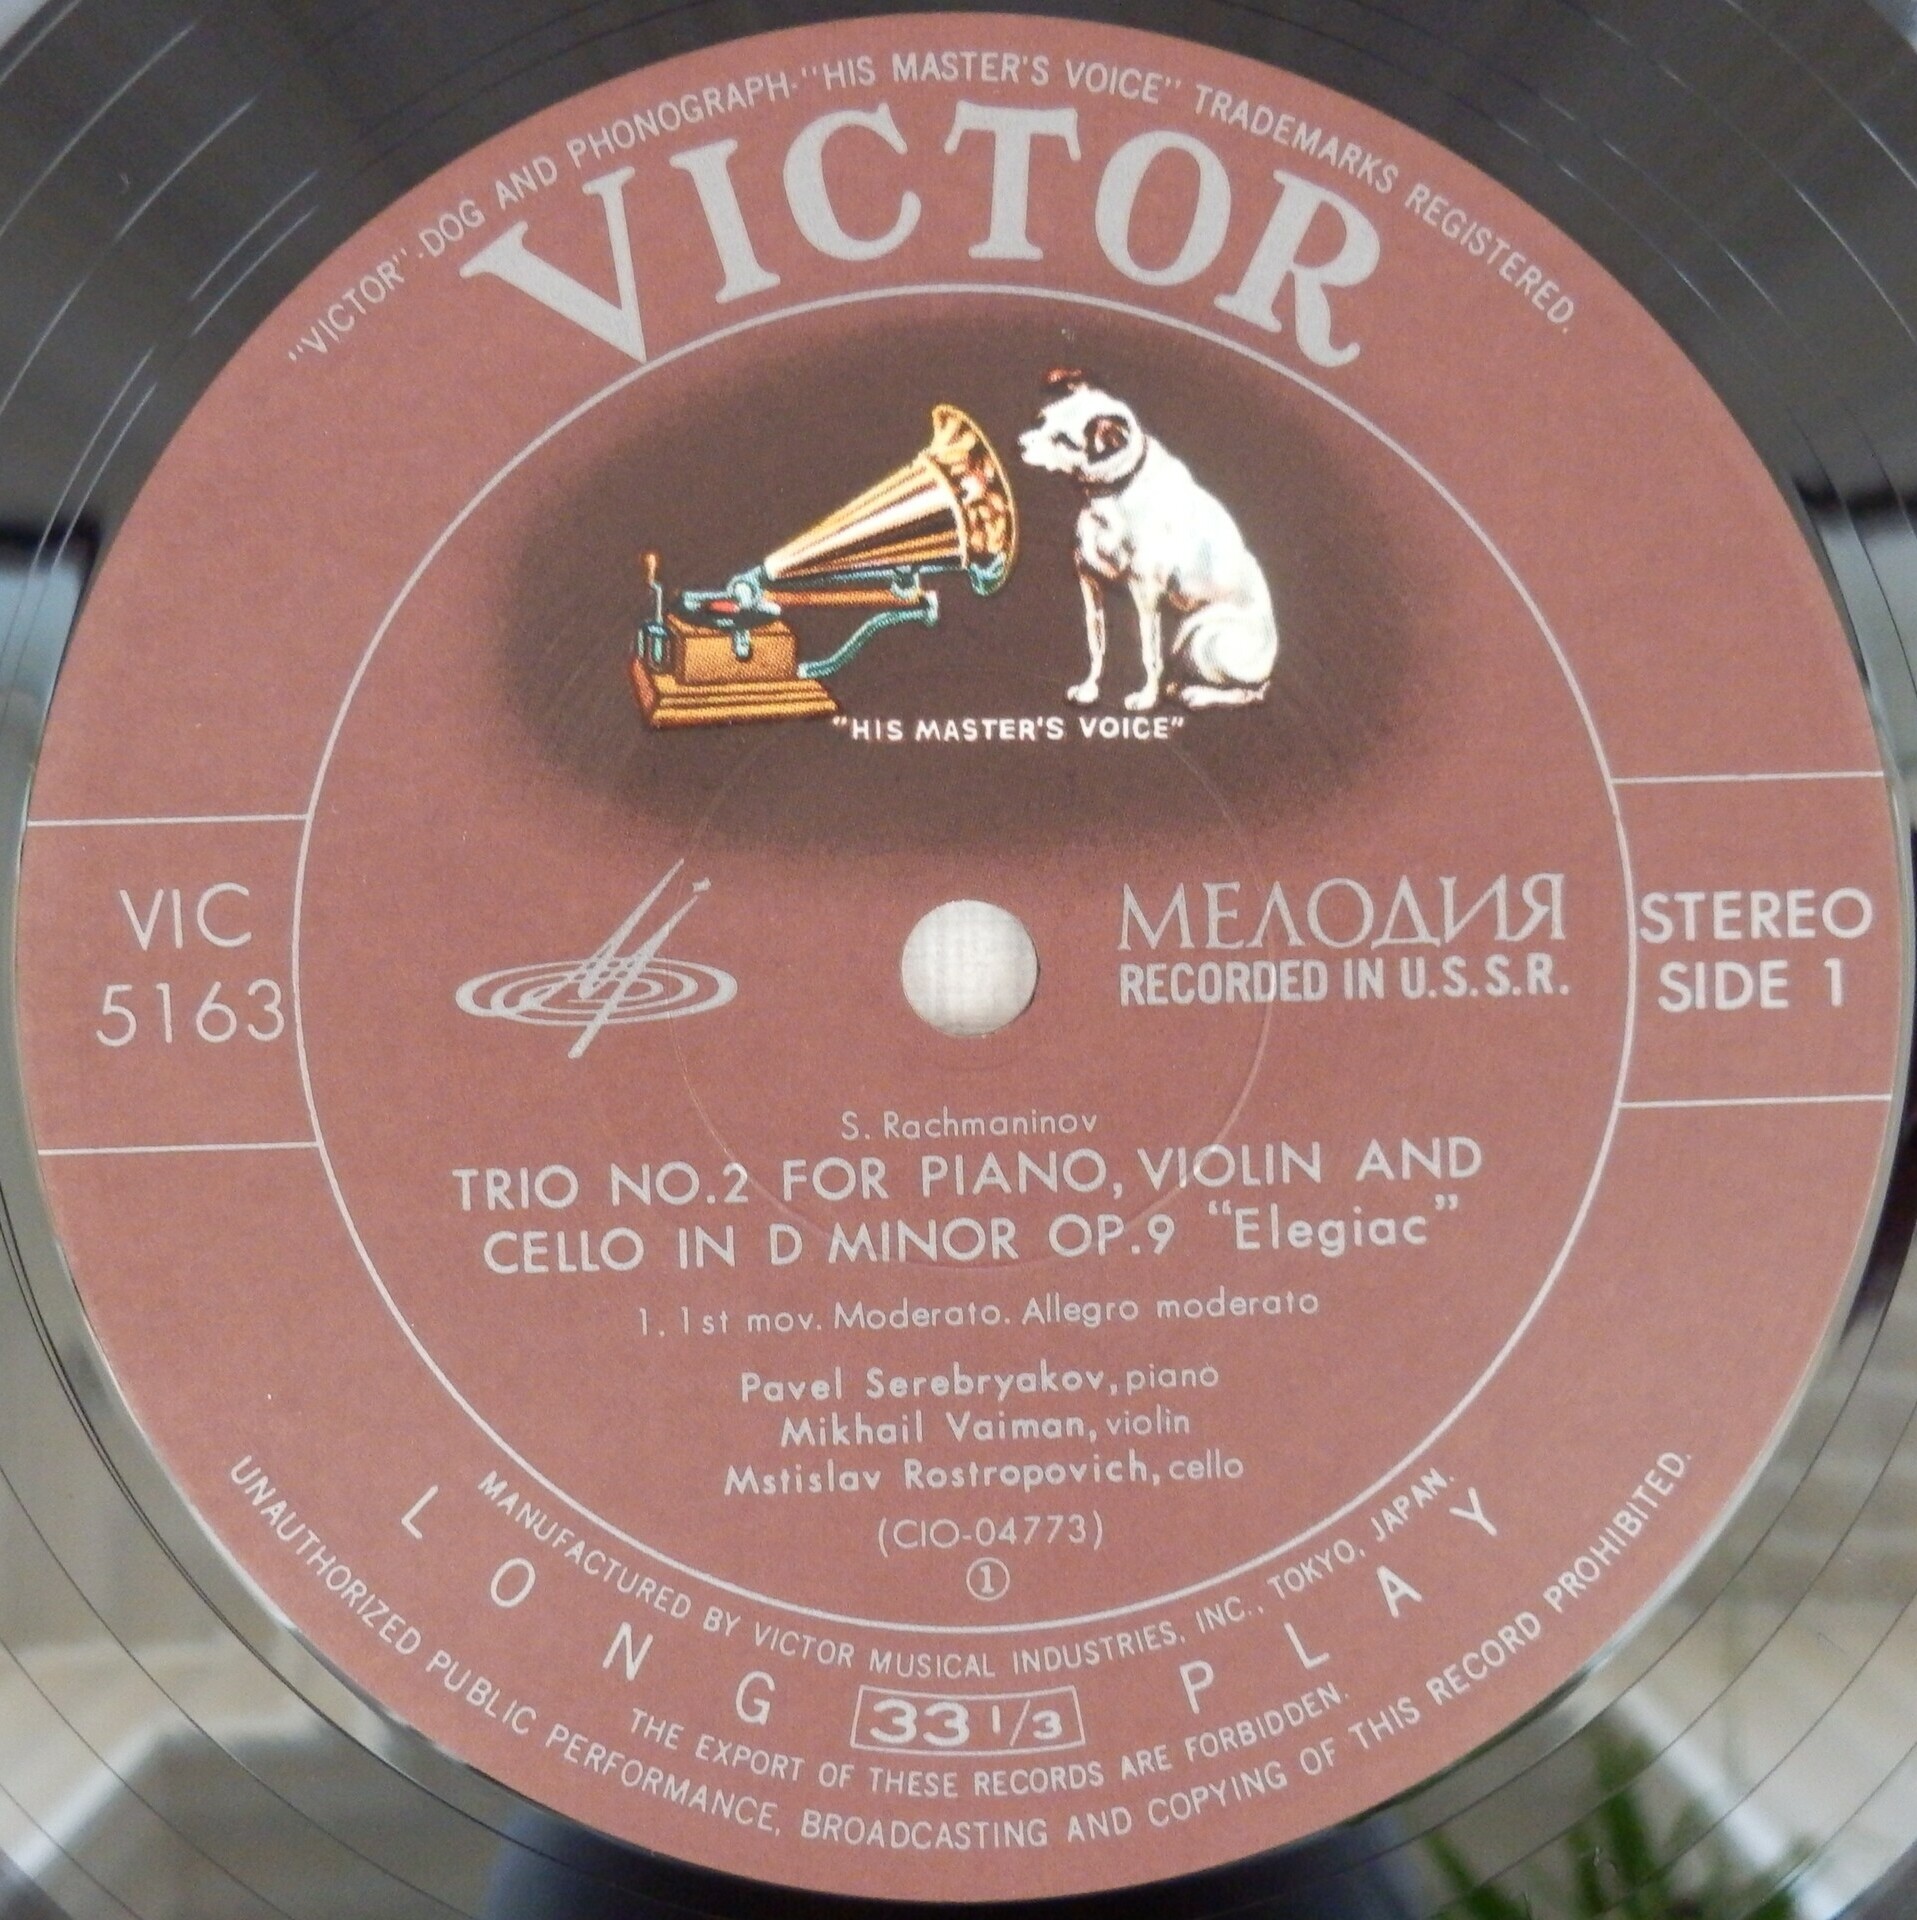 "VICTOR"-DOG AND PHONOGRAPH-"HIS MASTER'S VOICE" TRADEMARKS REGISTERED.
VICTOR
"HIS MASTER'S VOICE"
VIC
5163
МЕЛОДИЯ
RECORDED IN U.S.S.R.
STEREO
SIDE 1
S. Rachmaninov
TRIO NO.2 FOR PIANO, VIOLIN AND
CELLO IN D MINOR OP.9 "Elegiac"
1. 1st mov. Moderato. Allegro moderato
Pavel Serebryakov, piano
Mikhail Vaiman, violin
Mstislav Rostropovich, cello
(CIO-04773)
①
MANUFACTURED BY VICTOR MUSICAL INDUSTRIES, INC., TOKYO, JAPAN.
LONG PLAY
33 1/3
THE EXPORT OF THESE RECORDS ARE FORBIDDEN.
UNAUTHORIZED PUBLIC PERFORMANCE, BROADCASTING AND COPYING OF THIS RECORD PROHIBITED.